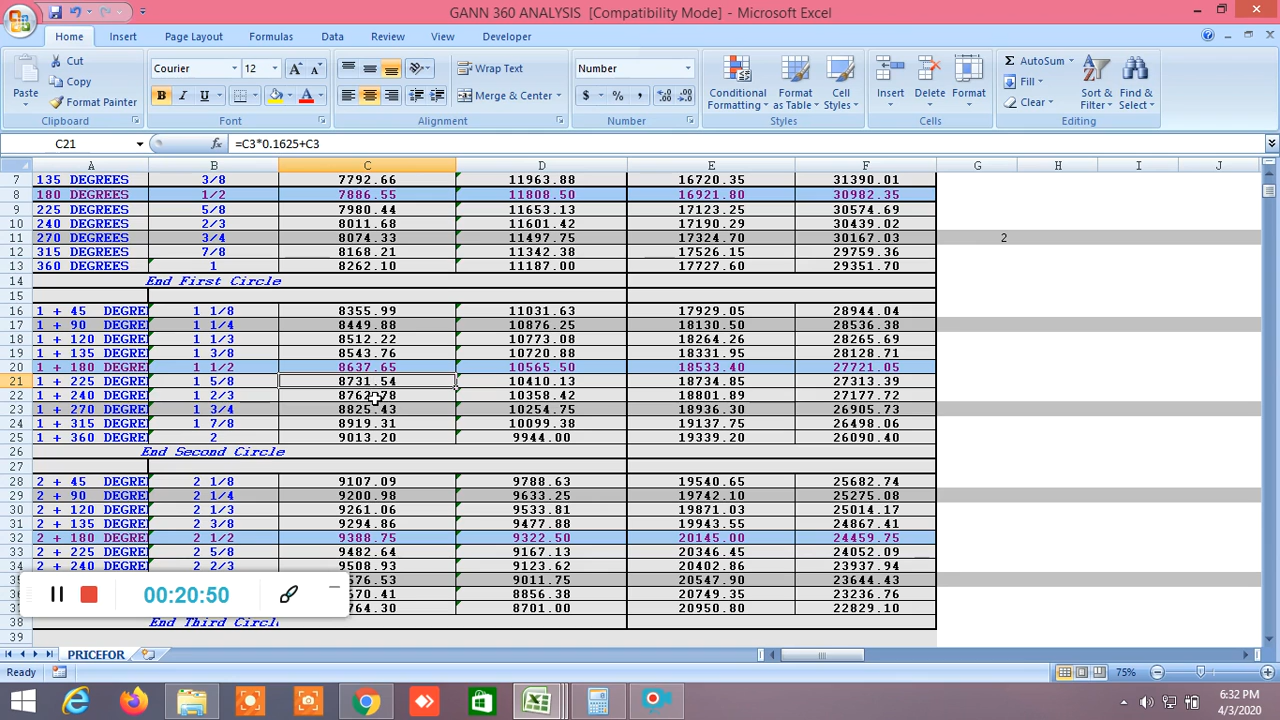 GANN 360 ANALYSIS [Compatibility Mode] - Microsoft Excel
Home Insert Page Layout Formulas Data Review View Developer
Paste Cut Copy Format Painter Clipboard
Courier 12 B I U A A A Font
Wrap Text Merge & Center Alignment
Number $ % , Number
Conditional Formatting Format as Table Cell Styles Styles
Insert Delete Format Cells
Σ AutoSum Fill Clear Sort & Filter Find & Select Editing
C21 fx =C3*0.1625+C3
A B C D E F G H I J
7 135 DEGREES 3/8 7792.66 11963.88 16720.35 31390.01
8 180 DEGREES 1/2 7886.55 11808.50 16921.80 30982.35
9 225 DEGREES 5/8 7980.44 11653.13 17123.25 30574.69
10 240 DEGREES 2/3 8011.68 11601.42 17190.29 30439.02
11 270 DEGREES 3/4 8074.33 11497.75 17324.70 30167.03 2
12 315 DEGREES 7/8 8168.21 11342.38 17526.15 29759.36
13 360 DEGREES 1 8262.10 11187.00 17727.60 29351.70
14 End First Circle
15
16 1 + 45 DEGREE 1 1/8 8355.99 11031.63 17929.05 28944.04
17 1 + 90 DEGREE 1 1/4 8449.88 10876.25 18130.50 28536.38
18 1 + 120 DEGREE 1 1/3 8512.22 10773.08 18264.26 28265.69
19 1 + 135 DEGREE 1 3/8 8543.76 10720.88 18331.95 28128.71
20 1 + 180 DEGREE 1 1/2 8637.65 10565.50 18533.40 27721.05
21 1 + 225 DEGREE 1 5/8 8731.54 10410.13 18734.85 27313.39
22 1 + 240 DEGREE 1 2/3 8762.78 10358.42 18801.89 27177.72
23 1 + 270 DEGREE 1 3/4 8825.43 10254.75 18936.30 26905.73
24 1 + 315 DEGREE 1 7/8 8919.31 10099.38 19137.75 26498.06
25 1 + 360 DEGREE 2 9013.20 9944.00 19339.20 26090.40
26 End Second Circle
27
28 2 + 45 DEGREE 2 1/8 9107.09 9788.63 19540.65 25682.74
29 2 + 90 DEGREE 2 1/4 9200.98 9633.25 19742.10 25275.08
30 2 + 120 DEGREE 2 1/3 9261.06 9533.81 19871.03 25014.17
31 2 + 135 DEGREE 2 3/8 9294.86 9477.88 19943.55 24867.41
32 2 + 180 DEGREE 2 1/2 9388.75 9322.50 20145.00 24459.75
33 2 + 225 DEGREE 2 5/8 9482.64 9167.13 20346.45 24052.09
34 2 + 240 DEGREE 2 2/3 9508.93 9123.62 20402.86 23937.94
576.53 9011.75 20547.90 23644.43
570.41 8856.38 20749.35 23236.76
764.30 8701.00 20950.80 22829.10
00:20:50
38 End Third Circl
39
PRICEFOR
Ready 75%
6:32 PM
4/3/2020